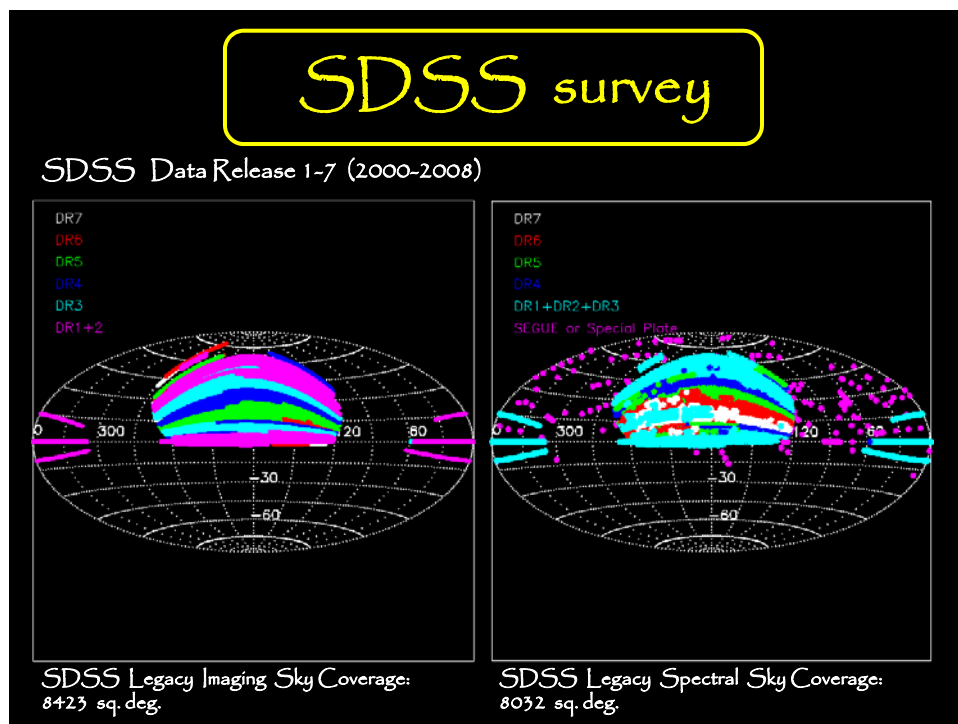 SDSS survey
SDSS Data Release 1-7 (2000-2008)
DR7
DR6
DR5
DR4
DR3
DR1+2
0
300
120
60
-30
-60
SDSS Legacy Imaging Sky Coverage:
8423 sq. deg.
DR7
DR6
DR5
DR4
DR1+DR2+DR3
SEGUE or Special Plate
0
300
120
60
-30
-60
SDSS Legacy Spectral Sky Coverage:
8032 sq. deg.